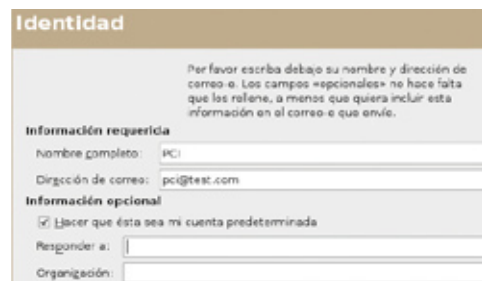 Identidad
Por favor escriba debajo su nombre y dirección de
correo-e. Los campos «opcionales» no hace falta
que los rellene, a menos que quiera incluir esta
información en el correo-e que envíe.
Información requerida
Nombre completo: PCI
Dirección de correo: pci@test.com
Información opcional
Hacer que ésta sea mi cuenta predeterminada
Responder a:
Organización: